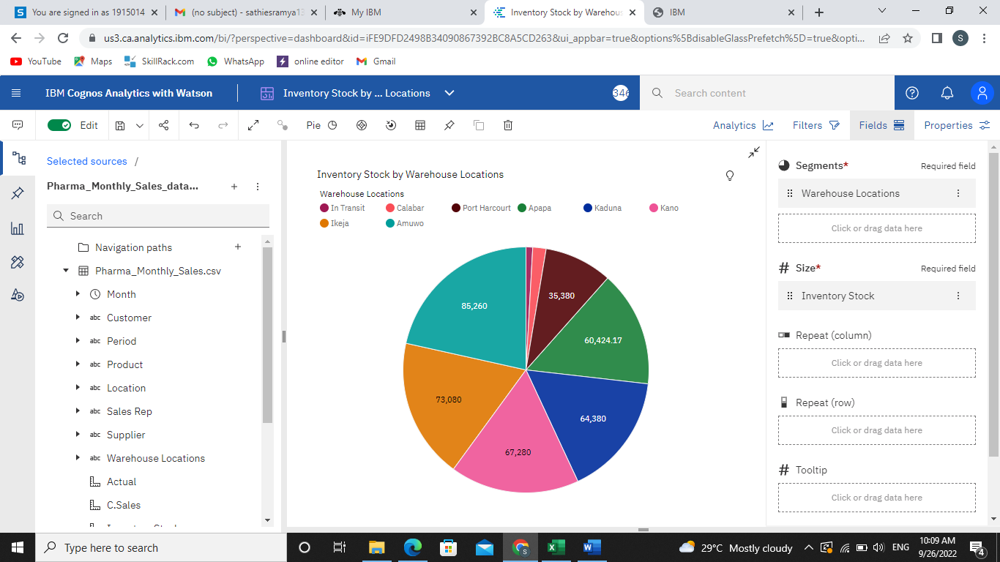 You are signed in as 1915014
(no subject) - sathiesramya13
My IBM
Inventory Stock by Warehous
IBM
us3.ca.analytics.ibm.com/bi/?perspective=dashboard&id=iFE9DFD2498B34090867392BC8A5CD263&ui_appbar=true&options%5BdisableGlassPrefetch%5D=true&opti...
S
YouTube
Maps
SkillRack.com
WhatsApp
online editor
Gmail
IBM Cognos Analytics with Watson
Inventory Stock by ... Locations
346
Search content
Edit
Pie
Analytics
Filters
Fields
Properties
Selected sources /
Pharma_Monthly_Sales_data...
Search
Navigation paths
Pharma_Monthly_Sales.csv
Month
abc Customer
abc Period
abc Product
abc Location
abc Sales Rep
abc Supplier
abc Warehouse Locations
Actual
C.Sales
Inventory Stock by Warehouse Locations
Warehouse Locations
In Transit Calabar Port Harcourt Apapa Kaduna Kano
Ikeja Amuwo
35,380
85,260
60,424.17
73,080
64,380
67,280
Segments* Required field
Warehouse Locations
Click or drag data here
# Size* Required field
Inventory Stock
Click or drag data here
Repeat (column)
Click or drag data here
Repeat (row)
Click or drag data here
# Tooltip
Click or drag data here
Type here to search
29°C Mostly cloudy
ENG
10:09 AM
9/26/2022
4